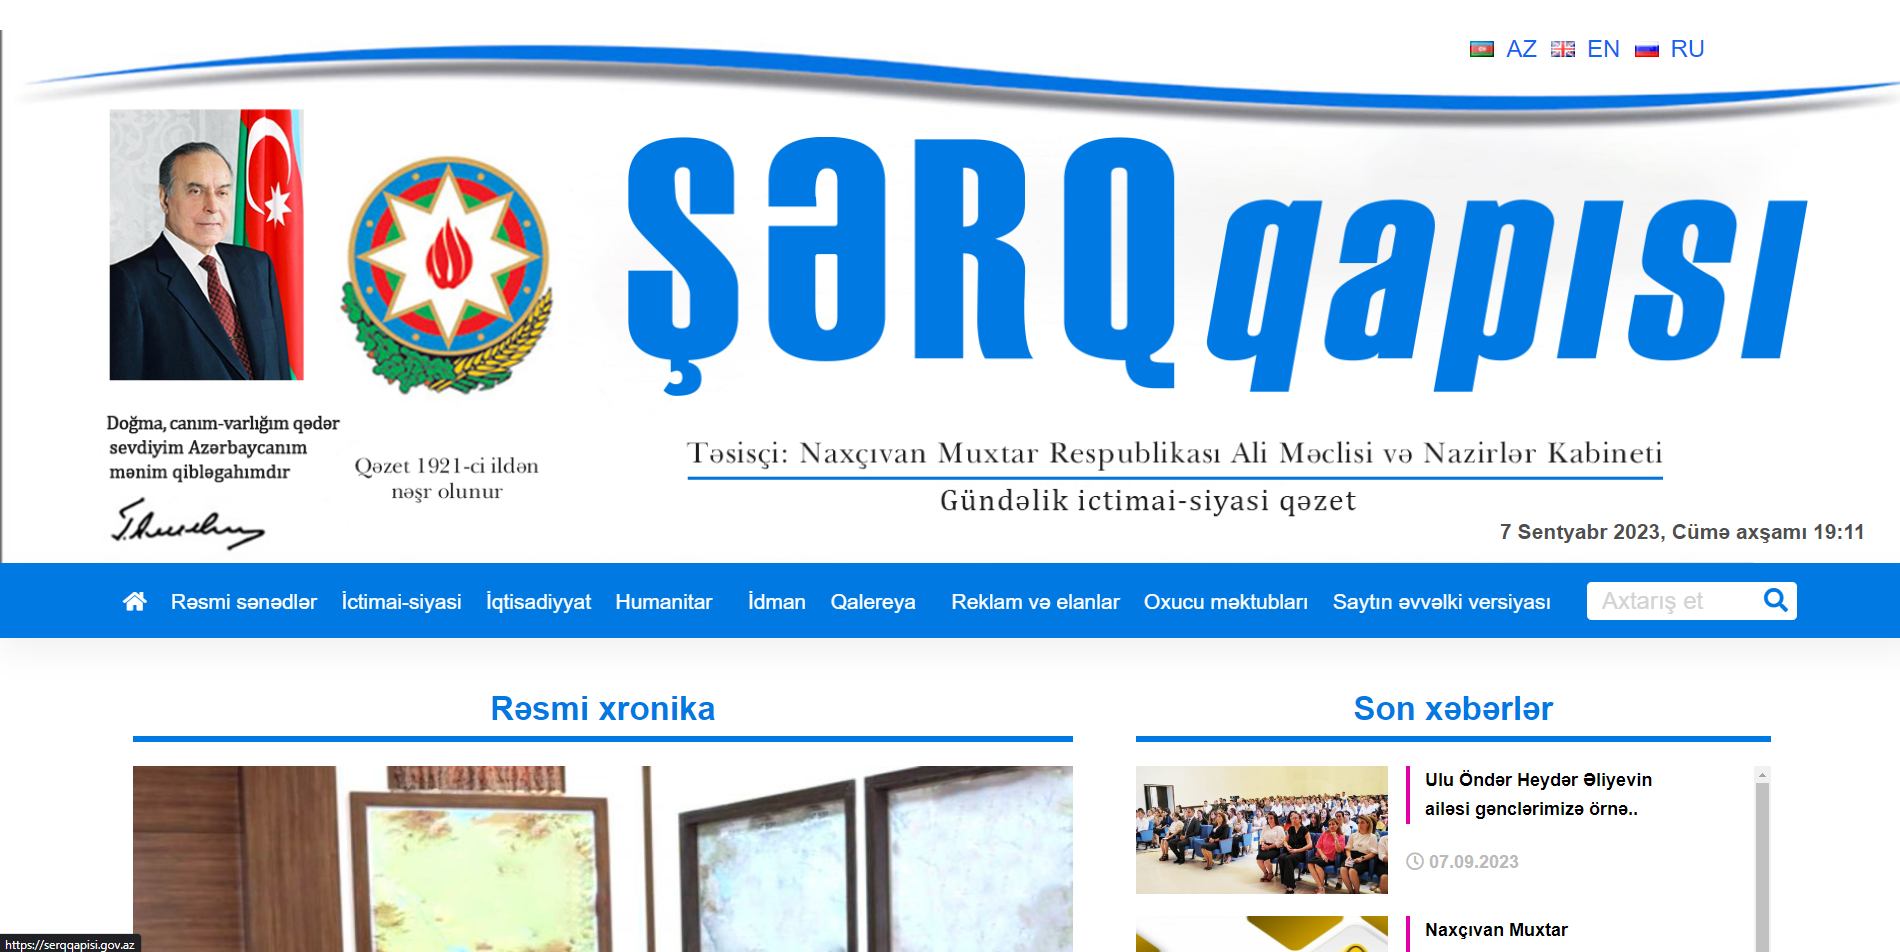 AZ EN RU
ŞƏRQ qapısı
Doğma, canım-varlığım qədər
sevdiyim Azərbaycanım
mənim qibləgahımdır
Qəzet 1921-ci ildən
nəşr olunur
Təsisçi: Naxçıvan Muxtar Respublikası Ali Məclisi və Nazirlər Kabineti
Gündəlik ictimai-siyasi qəzet
7 Sentyabr 2023, Cümə axşamı 19:11
Rəsmi sənədlər İctimai-siyasi İqtisadiyyat Humanitar İdman Qalereya Reklam və elanlar Oxucu məktubları Saytın əvvəlki versiyası Axtarış et
Rəsmi xronika
Son xəbərlər
Ulu Öndər Heydər Əliyevin
ailəsi gənclərimizə örnə..
07.09.2023
Naxçıvan Muxtar
https://serqqapisi.gov.az